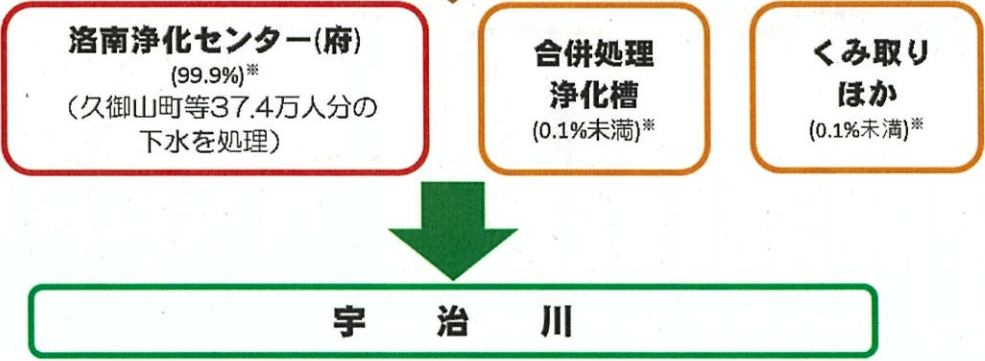 洛南浄化センター(府)
(99.9%)※
(久御山町等37.4万人分の
下水を処理)
合併処理
浄化槽
(0.1%未満)※
くみ取り
ほか
(0.1%未満)※
宇治川